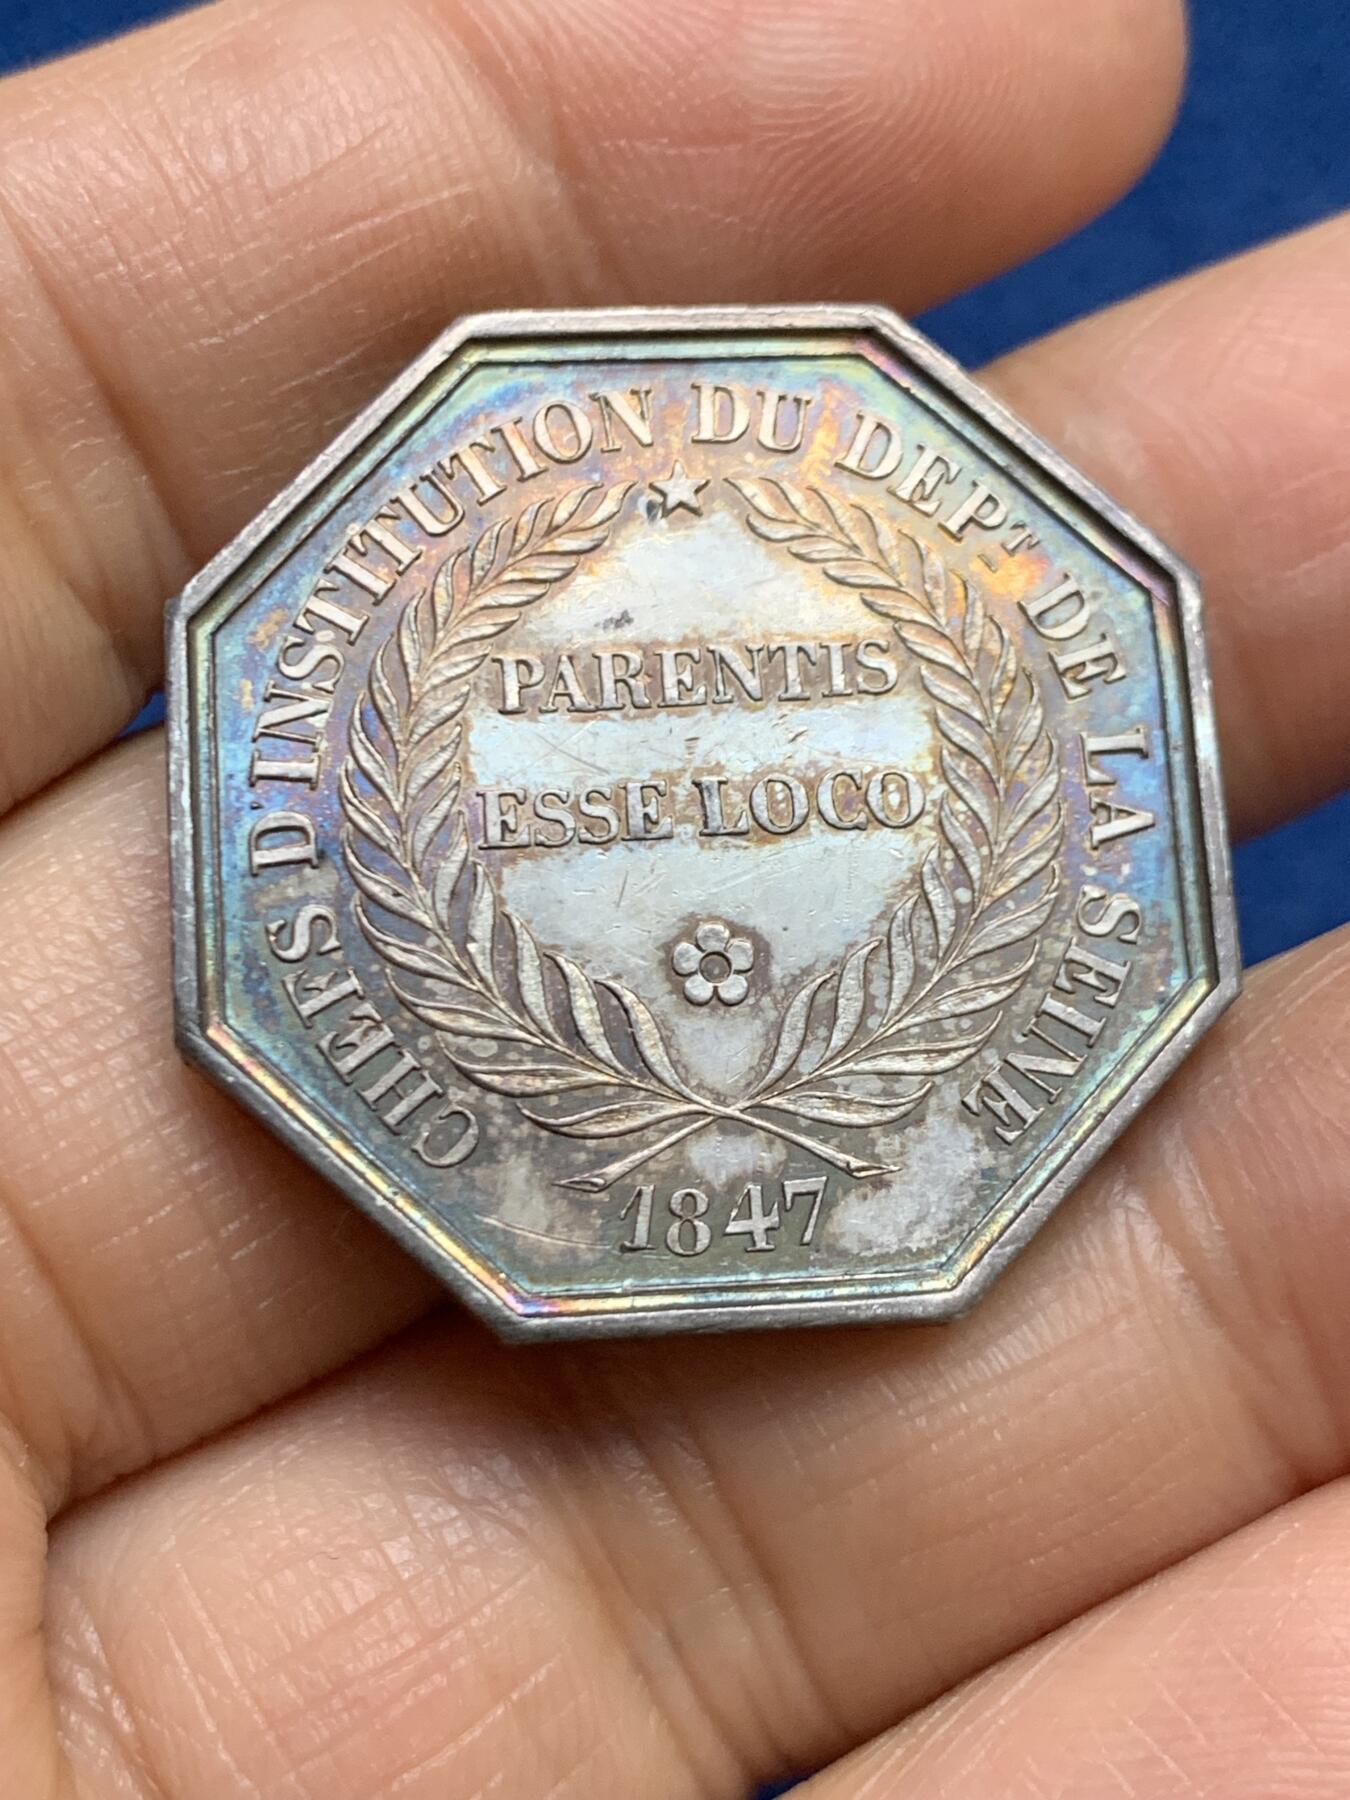 CHEFS D'INSTITUTION DU DEPT. DE LA SEINE
PARENTIS
ESSE LOCO
1847